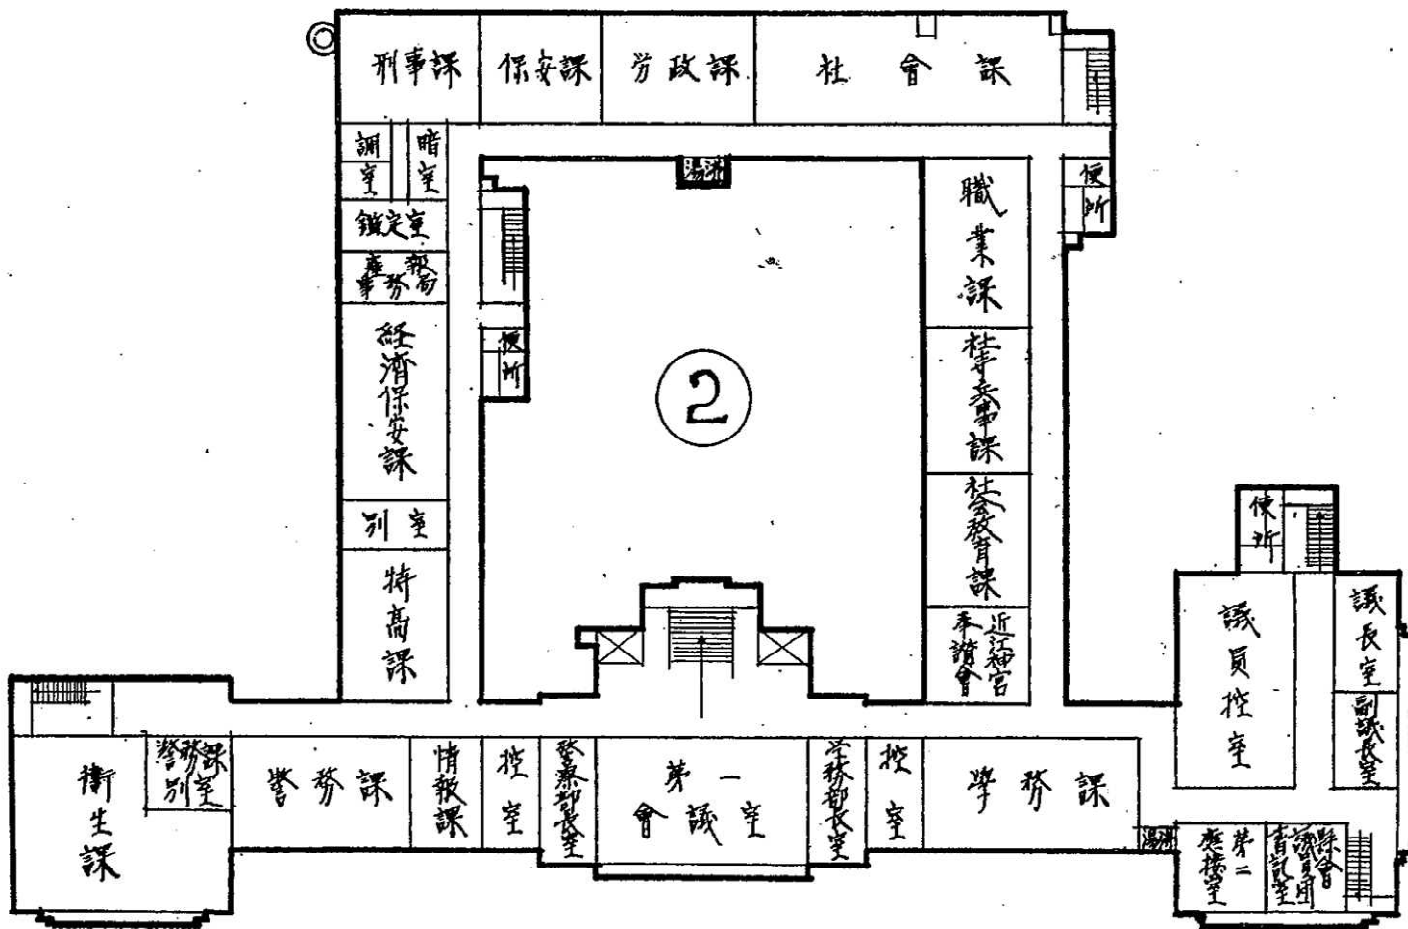 刑事課
保安課
労政課
社會課
調室
暗室
湯沸
便所
鑑定室
産報
事務局
職業課
経済保安課
便所
2
社寺兵事課
別室
社会教育課
便所
特高課
近江神宮
奉讃會
議員控室
議長室
副議長室
衛生課
警務課
別室
警務課
情報課
控室
警察部長室
第一
會議室
学務部長室
控室
學務課
湯沸
第二
應接室
縣會
議員用
書記室